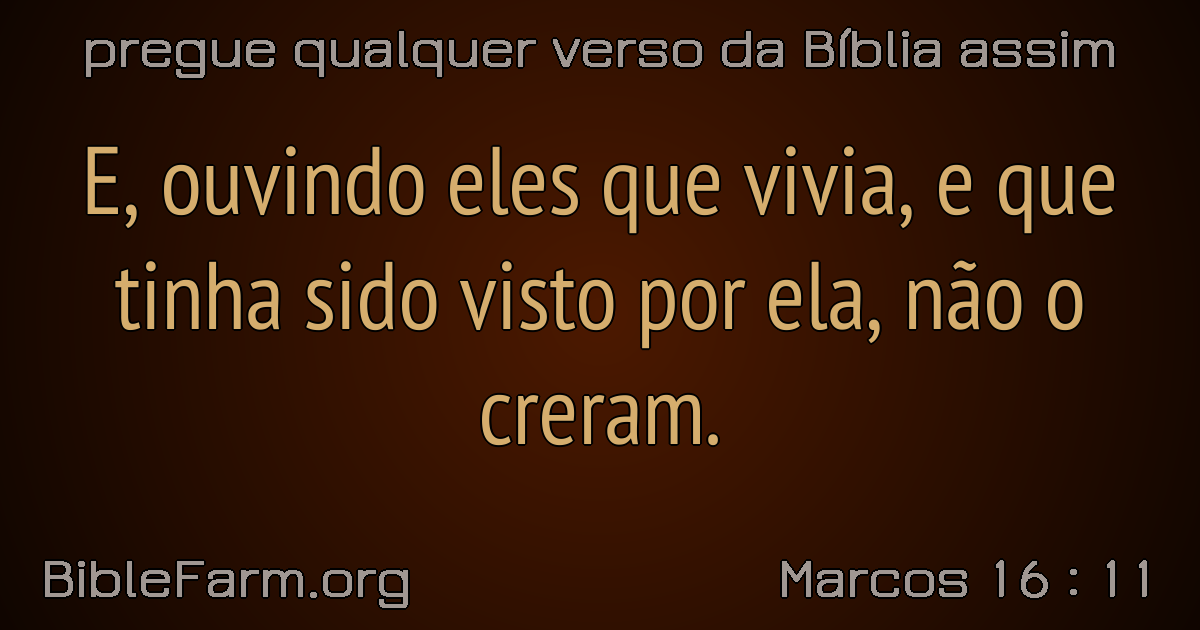 pregue qualquer verso da Bíblia assim
E, ouvindo eles que vivia, e que
tinha sido visto por ela, não o
creram.
BibleFarm.org
Marcos 16 : 11